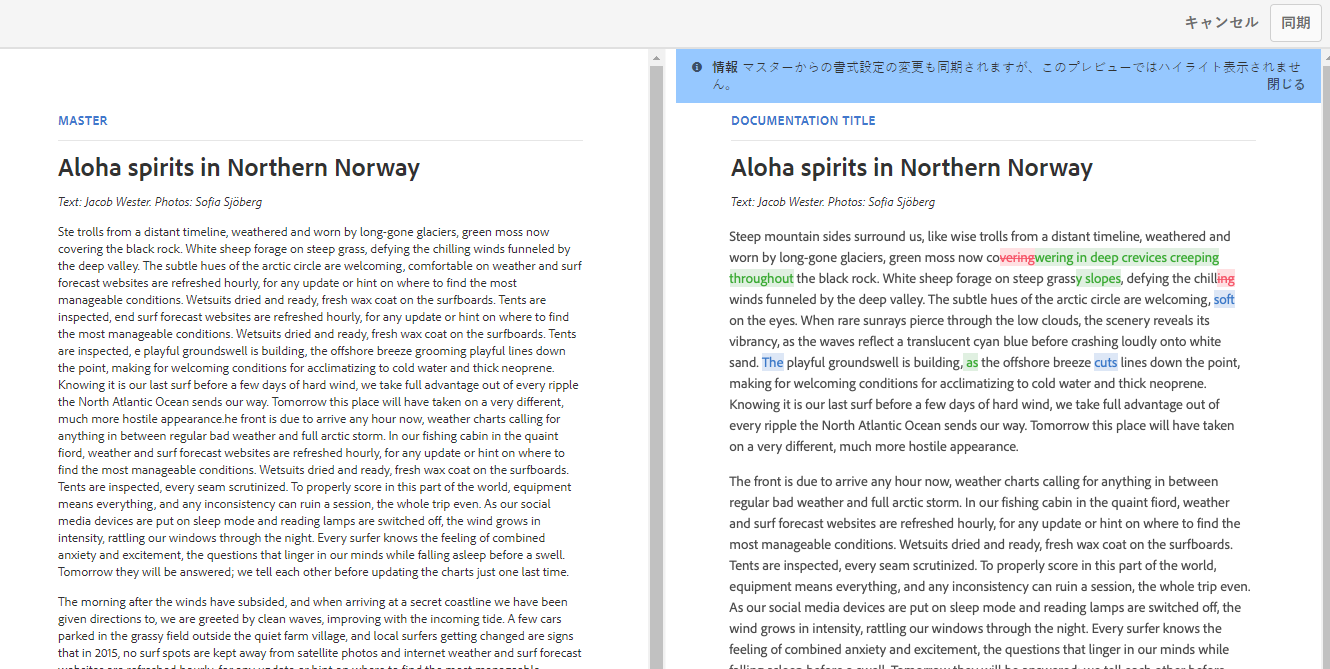 キャンセル
同期
MASTER
Aloha spirits in Northern Norway
Text: Jacob Wester. Photos: Sofia Sjöberg
Ste trolls from a distant timeline, weathered and worn by long-gone glaciers, green moss now
covering the black rock. White sheep forage on steep grass, defying the chilling winds funneled by
the deep valley. The subtle hues of the arctic circle are welcoming, comfortable on weather and surf
forecast websites are refreshed hourly, for any update or hint on where to find the most
manageable conditions. Wetsuits dried and ready, fresh wax coat on the surfboards. Tents are
inspected, end surf forecast websites are refreshed hourly, for any update or hint on where to find
the most manageable conditions. Wetsuits dried and ready, fresh wax coat on the surfboards. Tents
are inspected, e playful groundswell is building, the offshore breeze grooming playful lines down
the point, making for welcoming conditions for acclimatizing to cold water and thick neoprene.
Knowing it is our last surf before a few days of hard wind, we take full advantage out of every ripple
the North Atlantic Ocean sends our way. Tomorrow this place will have taken on a very different,
much more hostile appearance.he front is due to arrive any hour now, weather charts calling for
anything in between regular bad weather and full arctic storm. In our fishing cabin in the quaint
fiord, weather and surf forecast websites are refreshed hourly, for any update or hint on where to
find the most manageable conditions. Wetsuits dried and ready, fresh wax coat on the surfboards.
Tents are inspected, every seam scrutinized. To properly score in this part of the world, equipment
means everything, and any inconsistency can ruin a session, the whole trip even. As our social
media devices are put on sleep mode and reading lamps are switched off, the wind grows in
intensity, rattling our windows through the night. Every surfer knows the feeling of combined
anxiety and excitement, the questions that linger in our minds while falling asleep before a swell.
Tomorrow they will be answered; we tell each other before updating the charts just one last time.
The morning after the winds have subsided, and when arriving at a secret coastline we have been
given directions to, we are greeted by clean waves, improving with the incoming tide. A few cars
parked in the grassy field outside the quiet farm village, and local surfers getting changed are signs
that in 2015, no surf spots are kept away from satellite photos and internet weather and surf forecast
websites are refreshed hourly, for any update or hint on where to find the most manageable
情報 マスターからの書式設定の変更も同期されますが、このプレビューではハイライト表示されませ
ん。
閉じる
DOCUMENTATION TITLE
Aloha spirits in Northern Norway
Text: Jacob Wester. Photos: Sofia Sjöberg
Steep mountain sides surround us, like wise trolls from a distant timeline, weathered and
worn by long-gone glaciers, green moss now coveringwering in deep crevices creeping
throughout the black rock. White sheep forage on steep grassy slopes, defying the chilling
winds funneled by the deep valley. The subtle hues of the arctic circle are welcoming, soft
on the eyes. When rare sunrays pierce through the low clouds, the scenery reveals its
vibrancy, as the waves reflect a translucent cyan blue before crashing loudly onto white
sand. The playful groundswell is building, as the offshore breeze cuts lines down the point,
making for welcoming conditions for acclimatizing to cold water and thick neoprene.
Knowing it is our last surf before a few days of hard wind, we take full advantage out of
every ripple the North Atlantic Ocean sends our way. Tomorrow this place will have taken
on a very different, much more hostile appearance.
The front is due to arrive any hour now, weather charts calling for anything in between
regular bad weather and full arctic storm. In our fishing cabin in the quaint fiord, weather
and surf forecast websites are refreshed hourly, for any update or hint on where to find the
most manageable conditions. Wetsuits dried and ready, fresh wax coat on the surfboards.
Tents are inspected, every seam scrutinized. To properly score in this part of the world,
equipment means everything, and any inconsistency can ruin a session, the whole trip even.
As our social media devices are put on sleep mode and reading lamps are switched off, the
wind grows in intensity, rattling our windows through the night. Every surfer knows the
feeling of combined anxiety and excitement, the questions that linger in our minds while
falling asleep before a swell. Tomorrow they will be answered; we tell each other before